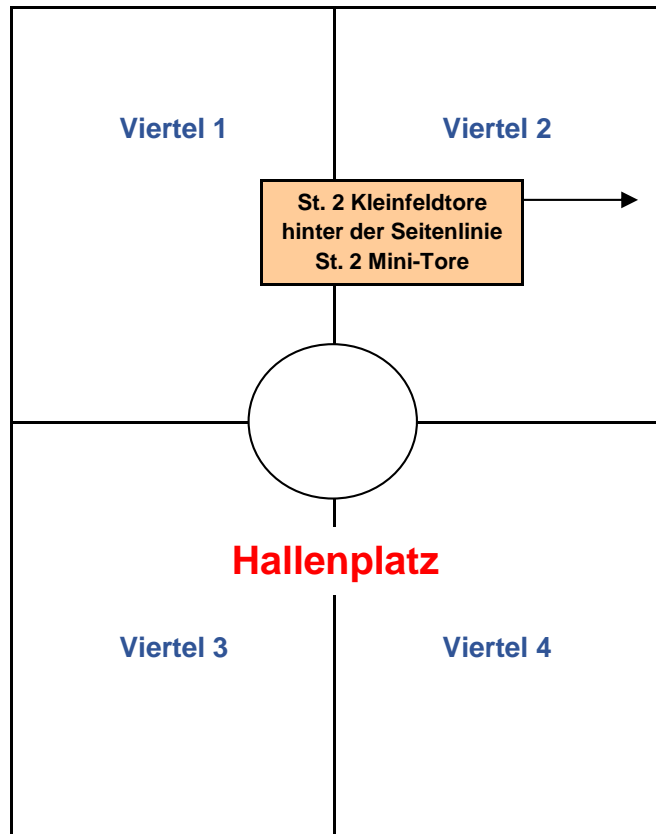 Viertel 1
Viertel 2
St. 2 Kleinfeldtore
hinter der Seitenlinie
St. 2 Mini-Tore
Hallenplatz
Viertel 3
Viertel 4